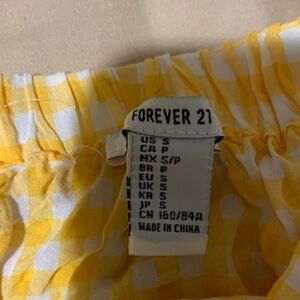 FOREVER 21
US S
CA P
MX S/P
BR P
EU S
UK S
KR S
JP S
CN 160/84A
MADE IN CHINA